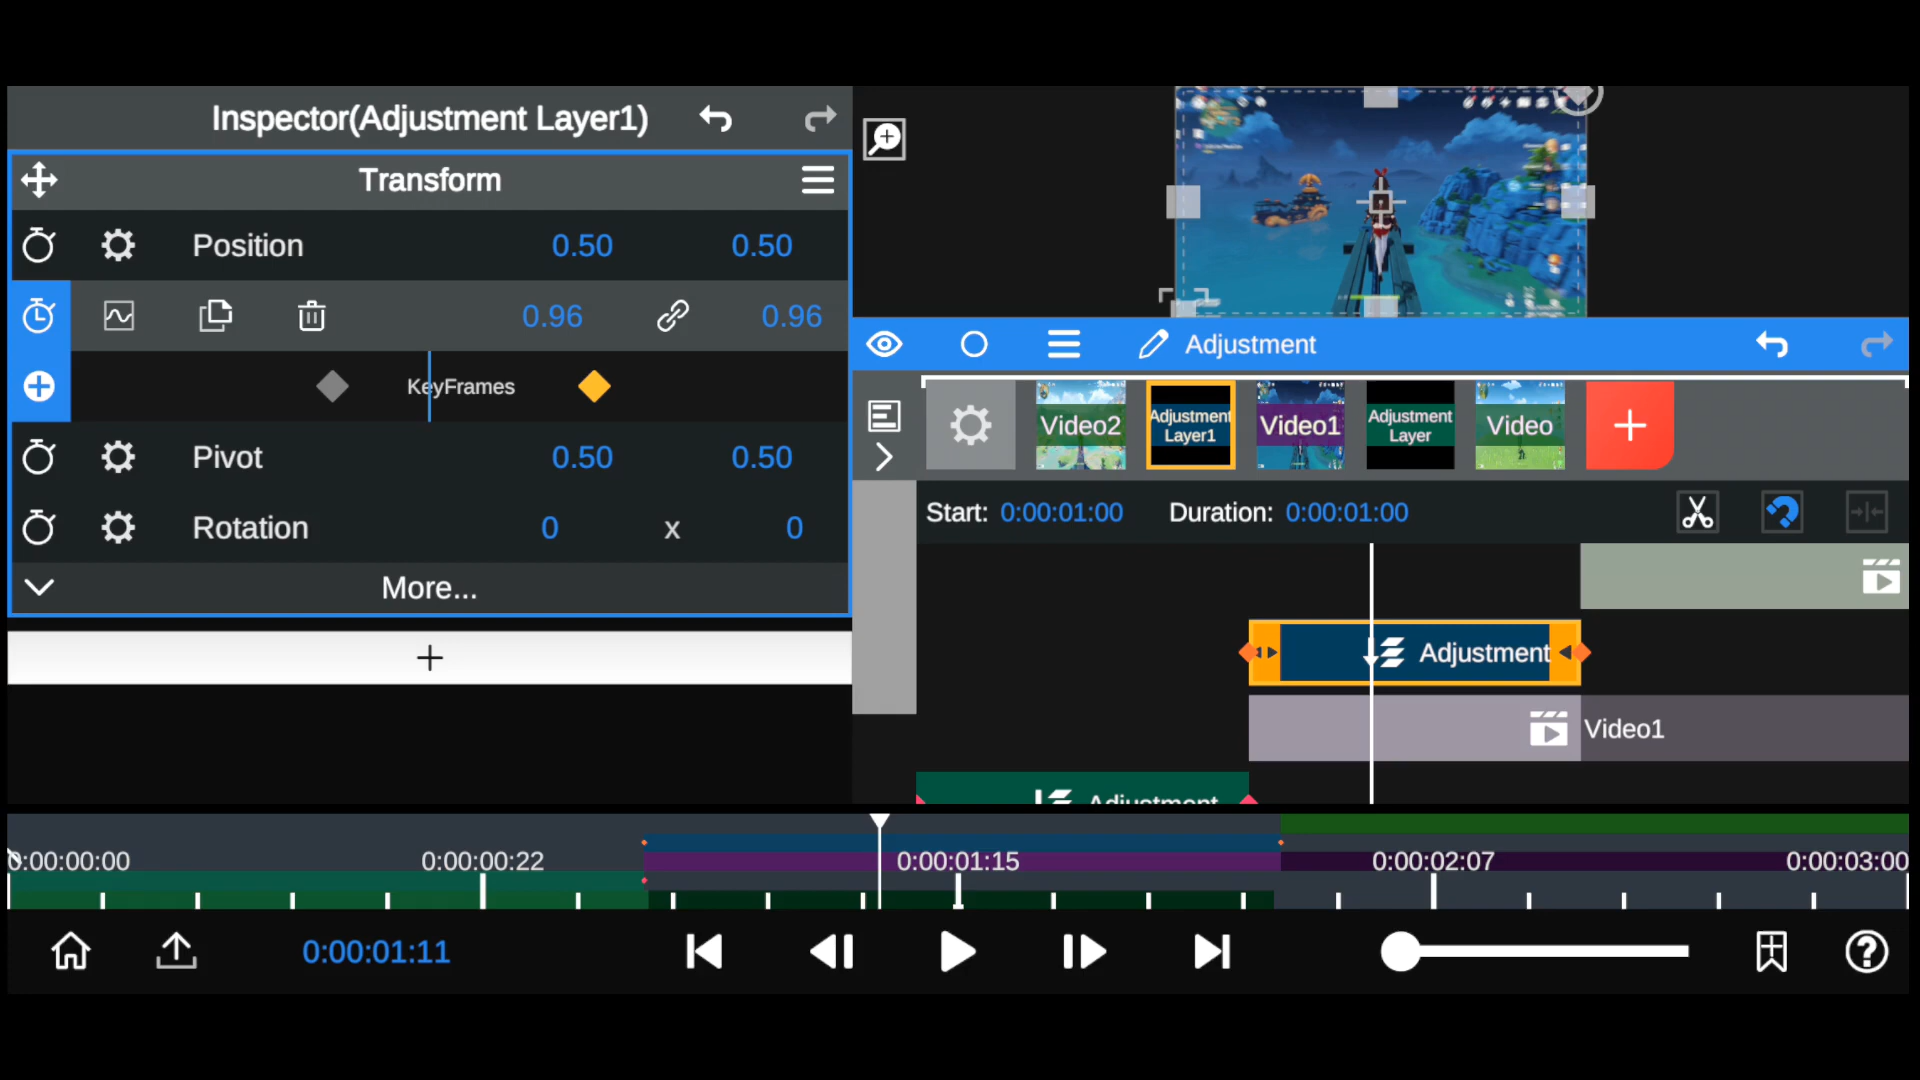 Inspector(Adjustment Layer1)
Transform
Position 0.50 0.50
0.96 0.96
KeyFrames
Pivot 0.50 0.50
Rotation 0 x 0
More...
Adjustment
Video2
Adjustment
Layer1
Video1
Adjustment
Layer
Video
Start: 0:00:01:00 Duration: 0:00:01:00
Adjustment
Video1
Adjustment
0:00:00:00 0:00:00:22 0:00:01:15 0:00:02:07 0:00:03:00
0:00:01:11